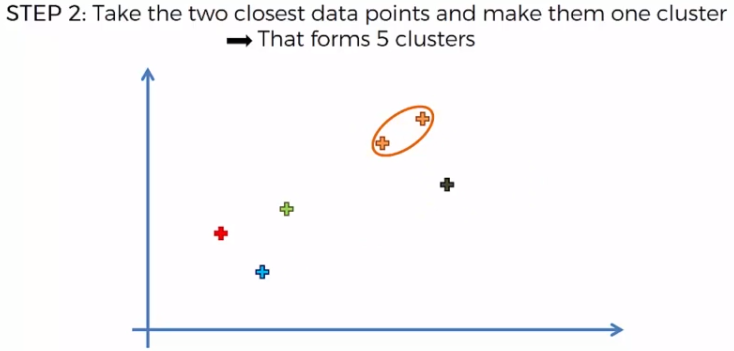 STEP 2: Take the two closest data points and make them one cluster
➡ That forms 5 clusters